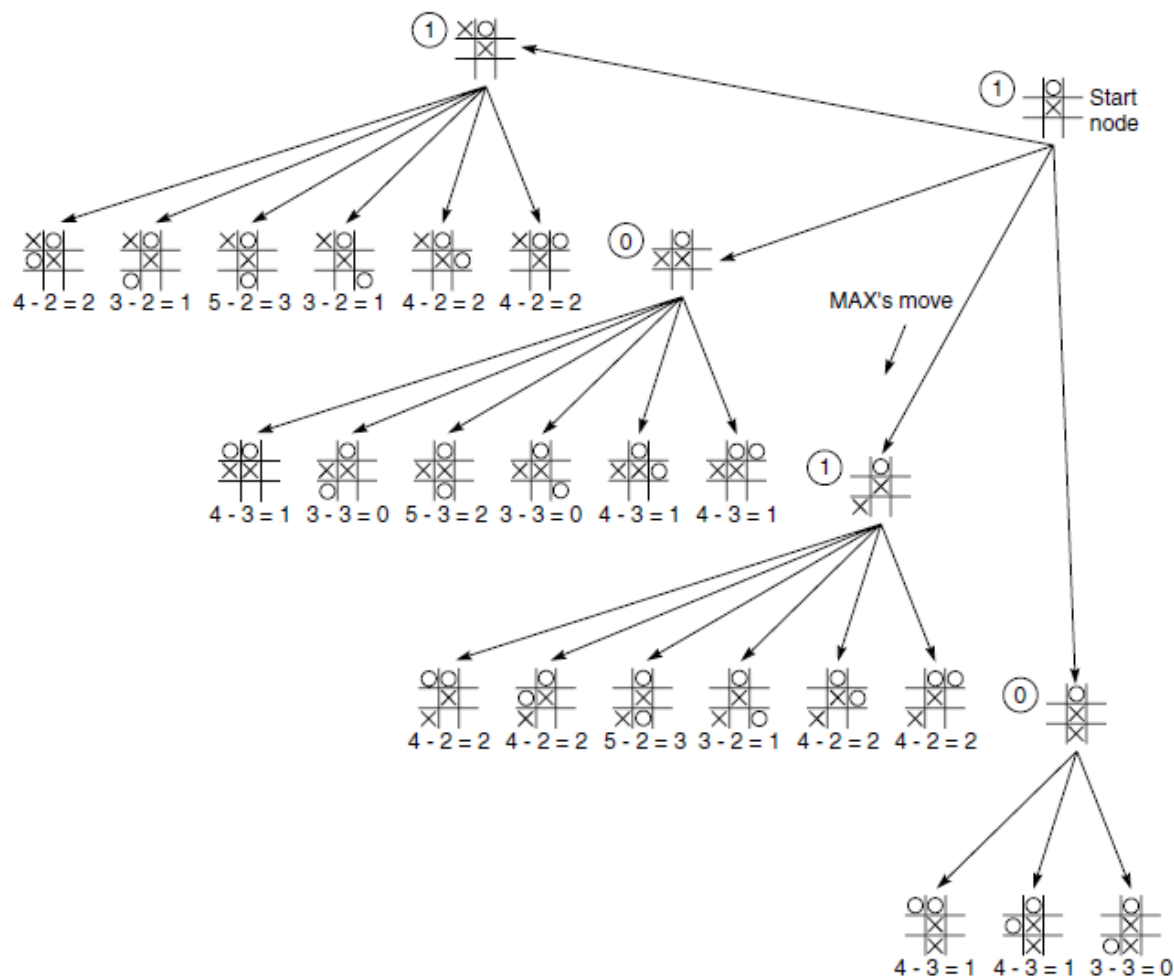 1
1
Start
node
4 - 2 = 2 3 - 2 = 1 5 - 2 = 3 3 - 2 = 1 4 - 2 = 2 4 - 2 = 2
0
MAX's move
4 - 3 = 1 3 - 3 = 0 5 - 3 = 2 3 - 3 = 0 4 - 3 = 1 4 - 3 = 1
1
4 - 2 = 2 4 - 2 = 2 5 - 2 = 3 3 - 2 = 1 4 - 2 = 2 4 - 2 = 2
0
4 - 3 = 1 4 - 3 = 1 3 - 3 = 0